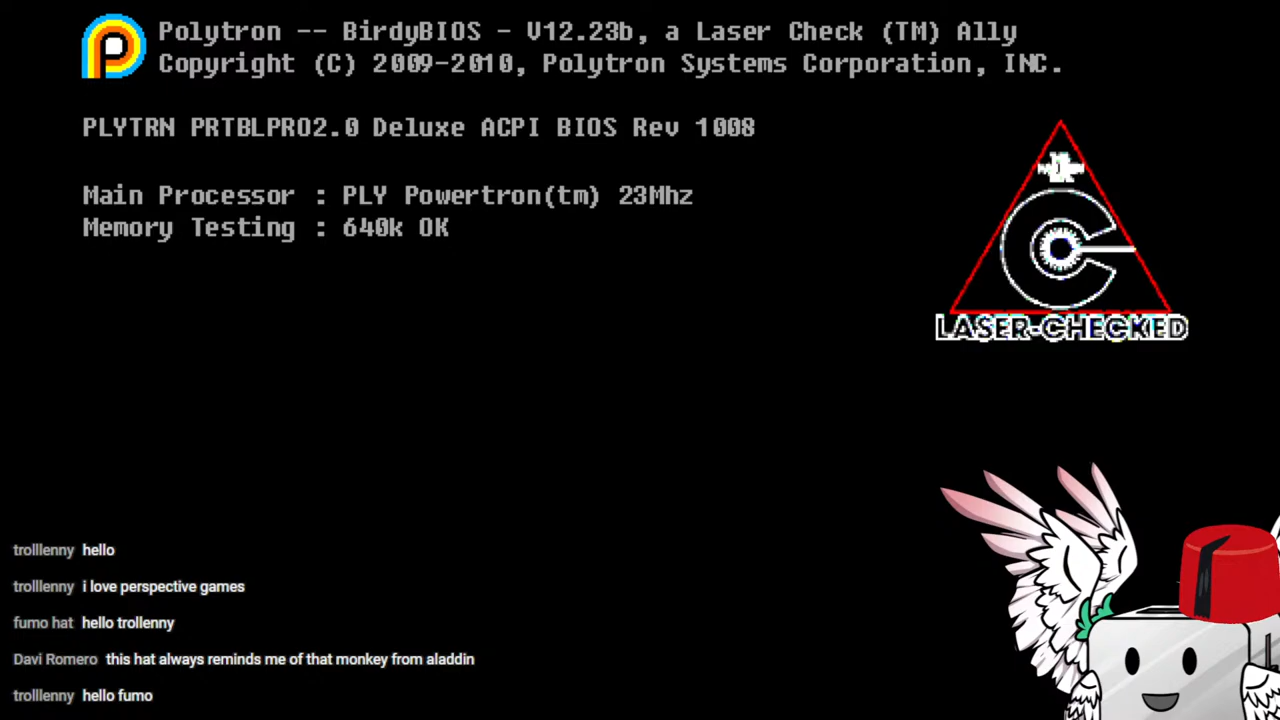 Polytron -- BirdyBIOS - V12.23b, a Laser Check (TM) Ally
Copyright (C) 2009-2010, Polytron Systems Corporation, INC.
PLYTRN PRTBLPRO2.0 Deluxe ACPI BIOS Rev 1008
Main Processor : PLY Powertron(tm) 23Mhz
Memory Testing : 640k OK
LASER-CHECKED
trolllenny hello
trolllenny i love perspective games
fumo hat hello trollenny
Davi Romero this hat always reminds me of that monkey from aladdin
trolllenny hello fumo